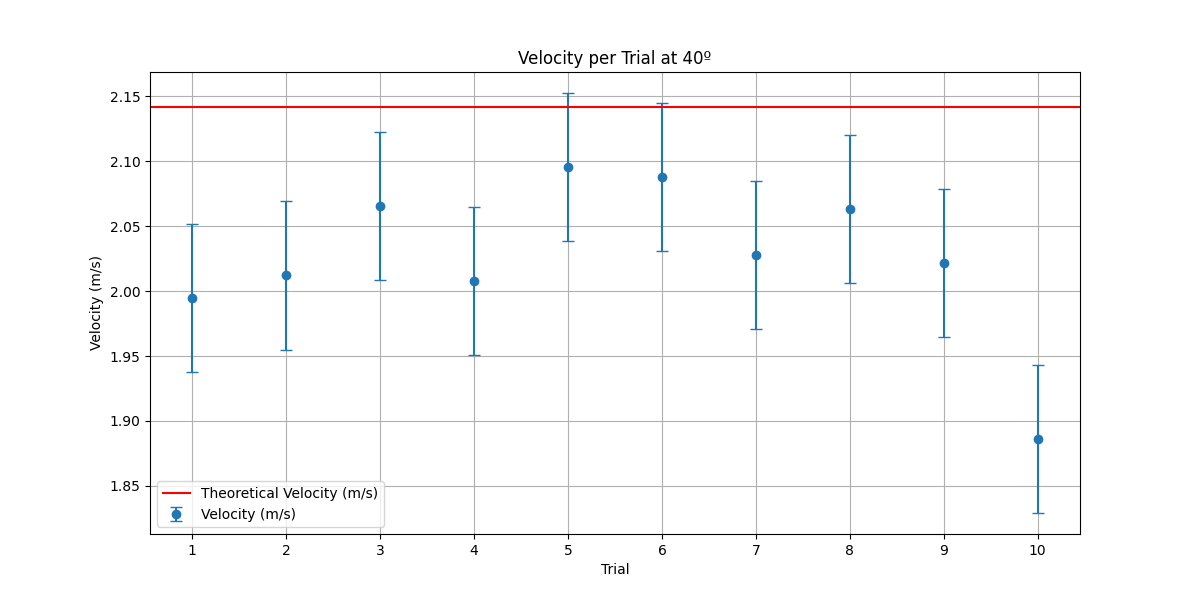 Velocity per Trial at 40º
Velocity (m/s)
2.15
2.10
2.05
2.00
1.95
1.90
1.85
Theoretical Velocity (m/s)
Velocity (m/s)
1 2 3 4 5 6 7 8 9 10
Trial